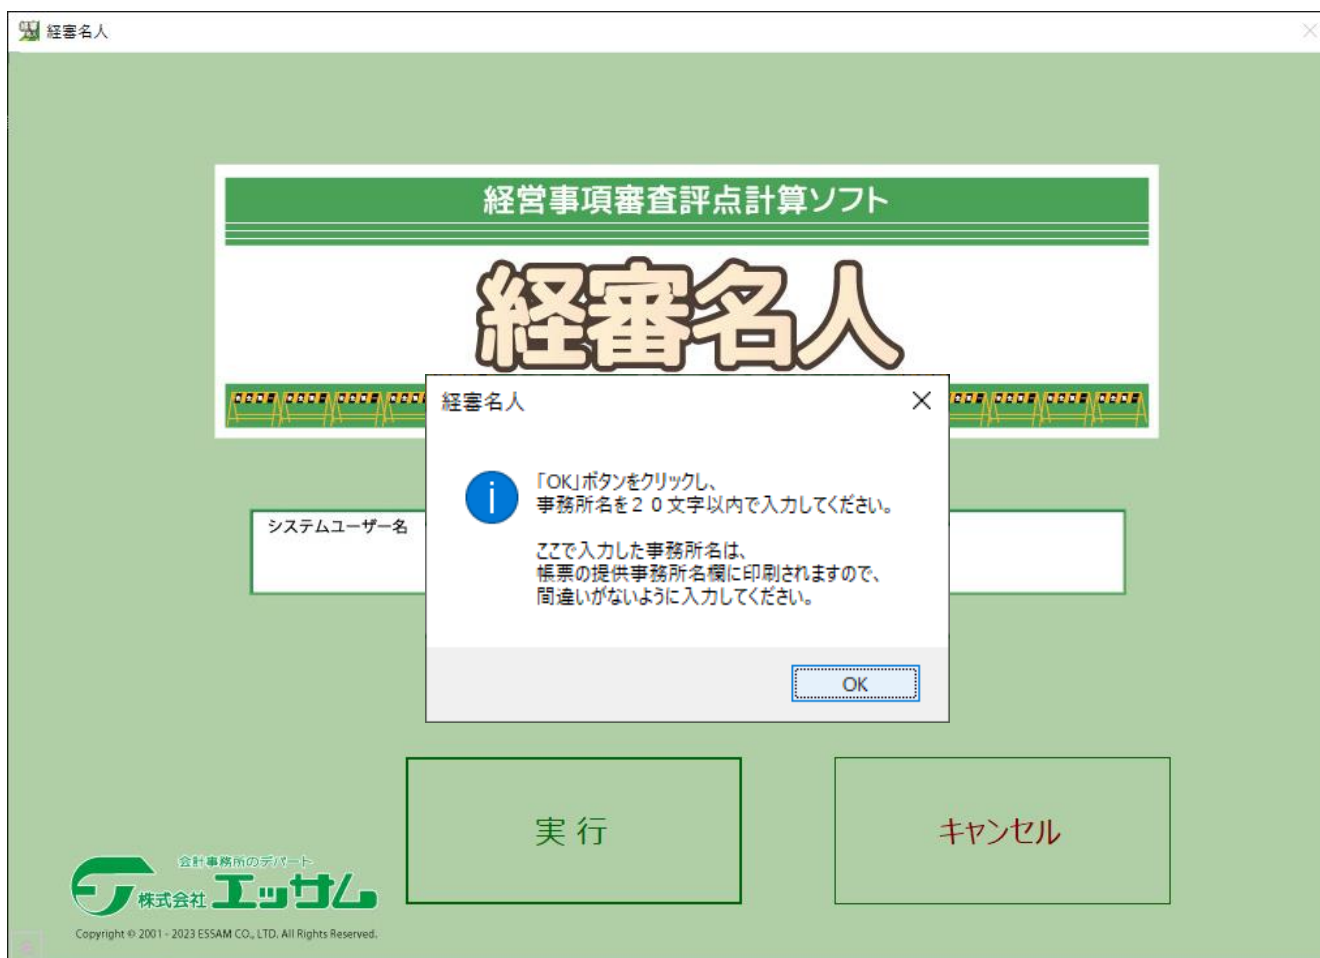 経審名人
経営事項審査評点計算ソフト
経審名人
経審名人
「OK」ボタンをクリックし、
事務所名を２０文字以内で入力してください。
ここで入力した事務所名は、
帳票の提供事務所名欄に印刷されますので、
間違いがないように入力してください。
OK
システムユーザー名
実 行
キャンセル
会計事務所のデパート
株式会社 エッサム
Copyright © 2001 - 2023 ESSAM CO., LTD. All Rights Reserved.